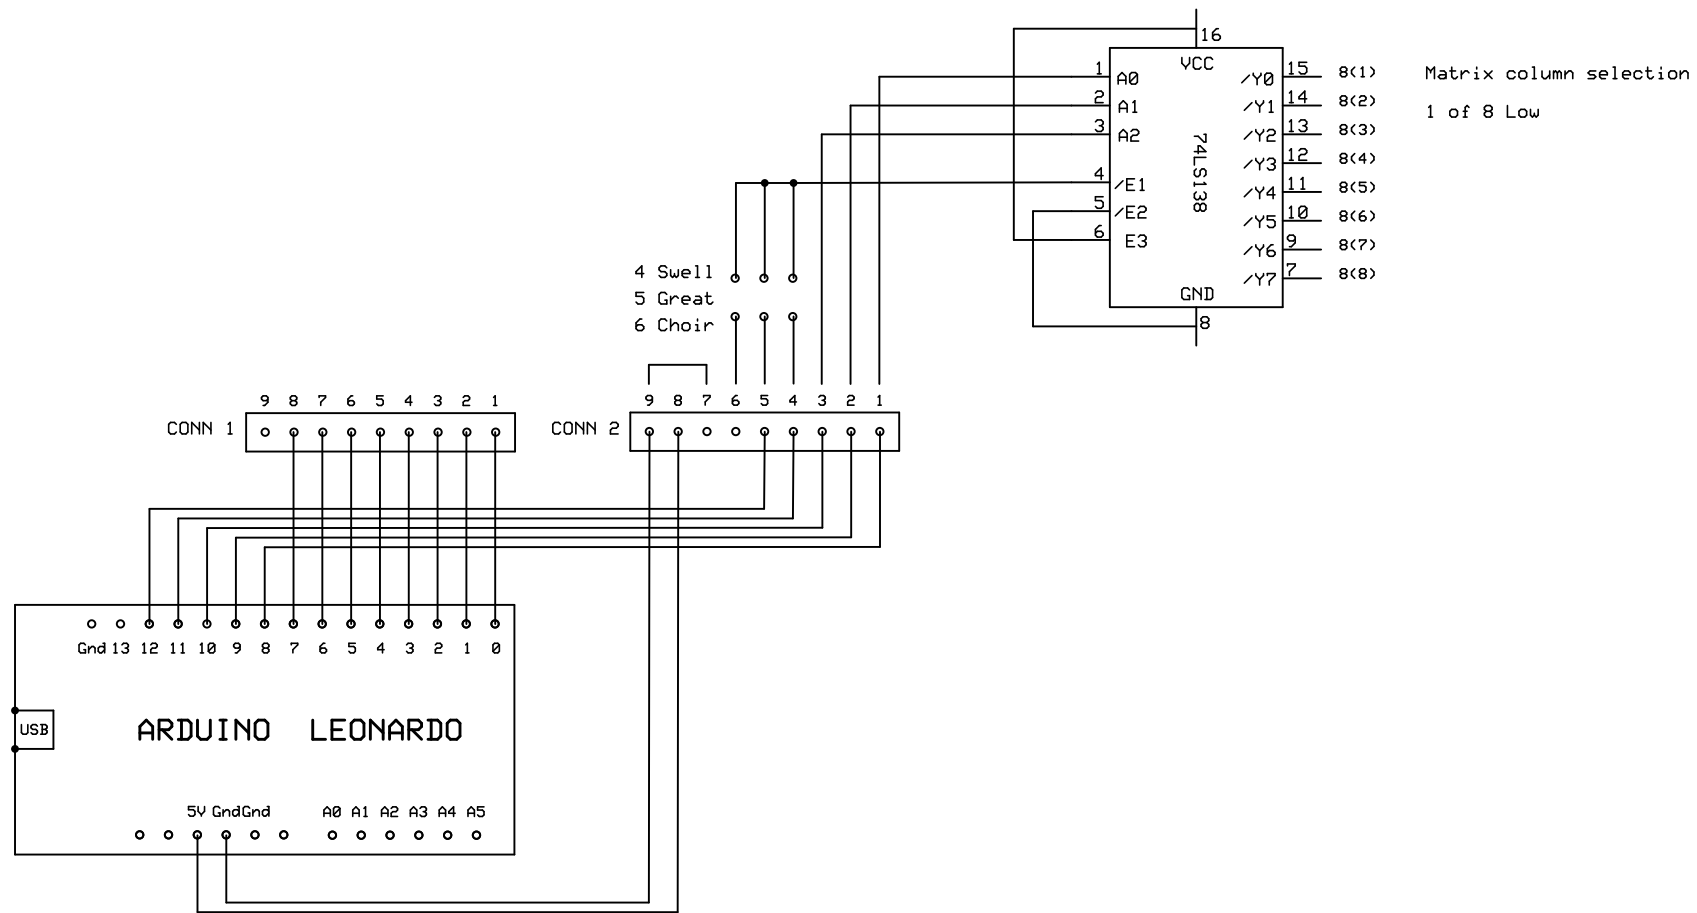 16
VCC
1 A0 /Y0 15 8(1) Matrix column selection
2 A1 /Y1 14 8(2) 1 of 8 Low
3 A2 /Y2 13 8(3)
/Y3 12 8(4)
74LS138
4 /E1 /Y4 11 8(5)
5 /E2 /Y5 10 8(6)
6 E3 /Y6 9 8(7)
/Y7 7 8(8)
GND
8
4 Swell
5 Great
6 Choir
9 8 7 6 5 4 3 2 1
CONN 1
9 8 7 6 5 4 3 2 1
CONN 2
Gnd 13 12 11 10 9 8 7 6 5 4 3 2 1 0
USB
ARDUINO LEONARDO
5V Gnd Gnd A0 A1 A2 A3 A4 A5